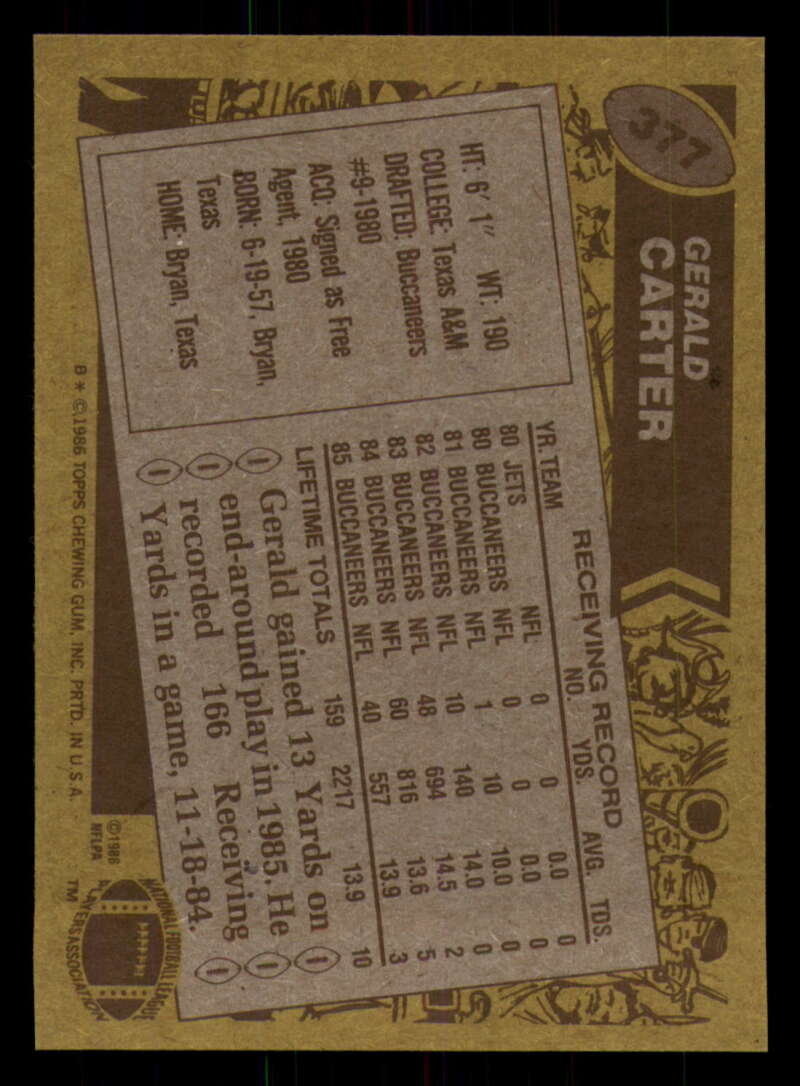 377
GERALD
CARTER
HT: 6' 1" WT: 190
COLLEGE: Texas A&M
DRAFTED: Buccaneers
#9-1980
ACQ: Signed as Free
Agent, 1980
BORN: 6-19-57, Bryan,
Texas
HOME: Bryan, Texas
RECEIVING RECORD
YR. TEAM NO. YDS. AVG. TDS.
80 JETS NFL 0 0 0.0 0
80 BUCCANEERS NFL 0 0 0.0 0
81 BUCCANEERS NFL 1 10 10.0 0
82 BUCCANEERS NFL 10 140 14.0 0
83 BUCCANEERS NFL 48 694 14.5 2
84 BUCCANEERS NFL 60 816 13.6 5
85 BUCCANEERS NFL 40 557 13.9 3
LIFETIME TOTALS 159 2217 13.9 10
Gerald gained 13 Yards on
end-around play in 1985. He
recorded 166 Receiving
Yards in a game, 11-18-84.
B * © 1986 TOPPS CHEWING GUM, INC. PRTD. IN U.S.A.
©1986
NFLPA
NATIONAL FOOTBALL LEAGUE
PLAYERS ASSOCIATION
TM